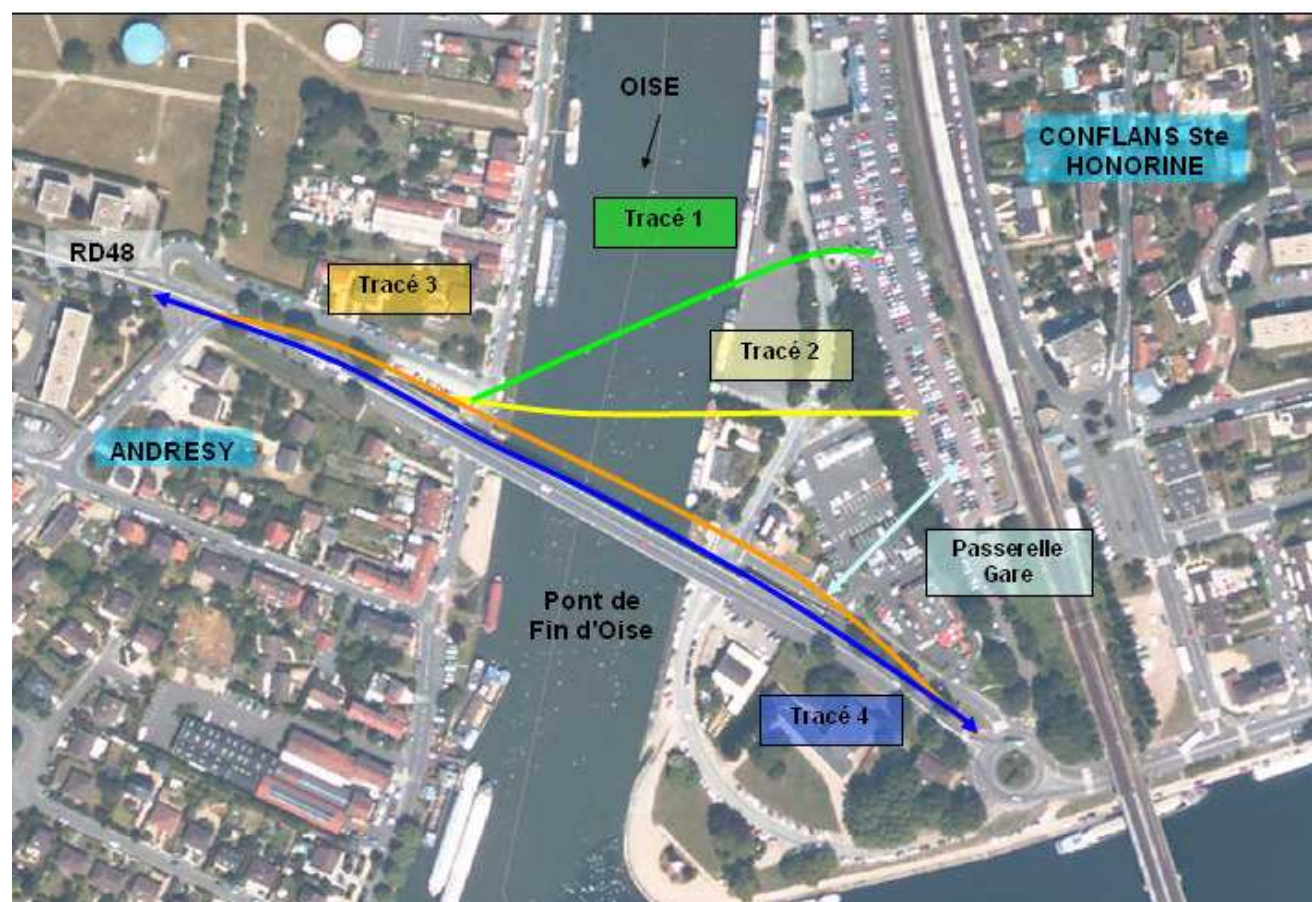 OISE
CONFLANS Ste
HONORINE
Tracé 1
RD48
Tracé 3
Tracé 2
ANDRESY
Passerelle
Gare
Pont de
Fin d'Oise
Tracé 4